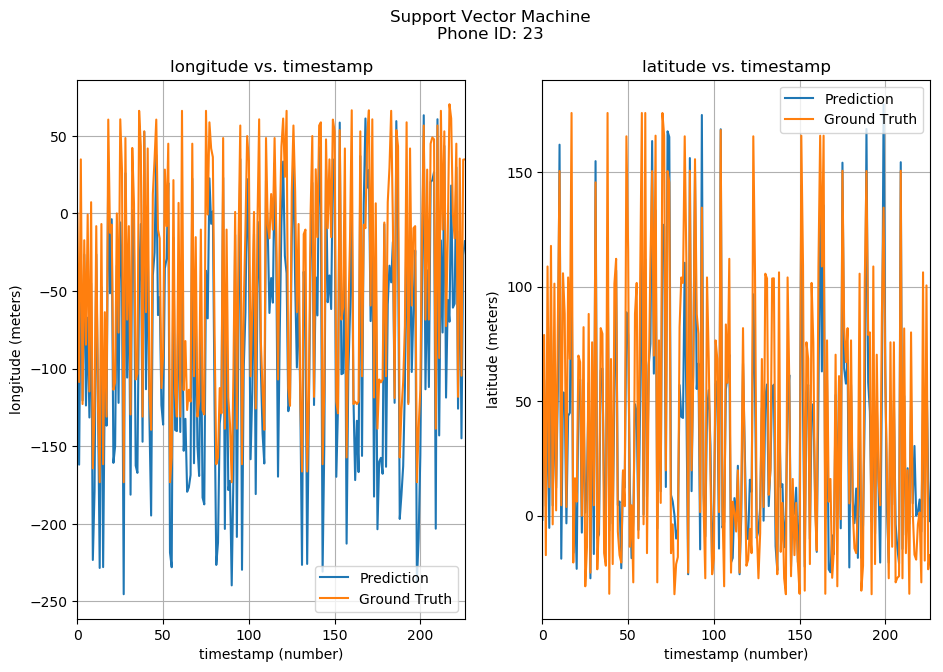 Support Vector Machine
Phone ID: 23
longitude vs. timestamp
longitude (meters)
50
0
−50
−100
−150
−200
−250
0
50
100
150
200
timestamp (number)
Prediction
Ground Truth
latitude vs. timestamp
latitude (meters)
150
100
50
0
0
50
100
150
200
timestamp (number)
Prediction
Ground Truth